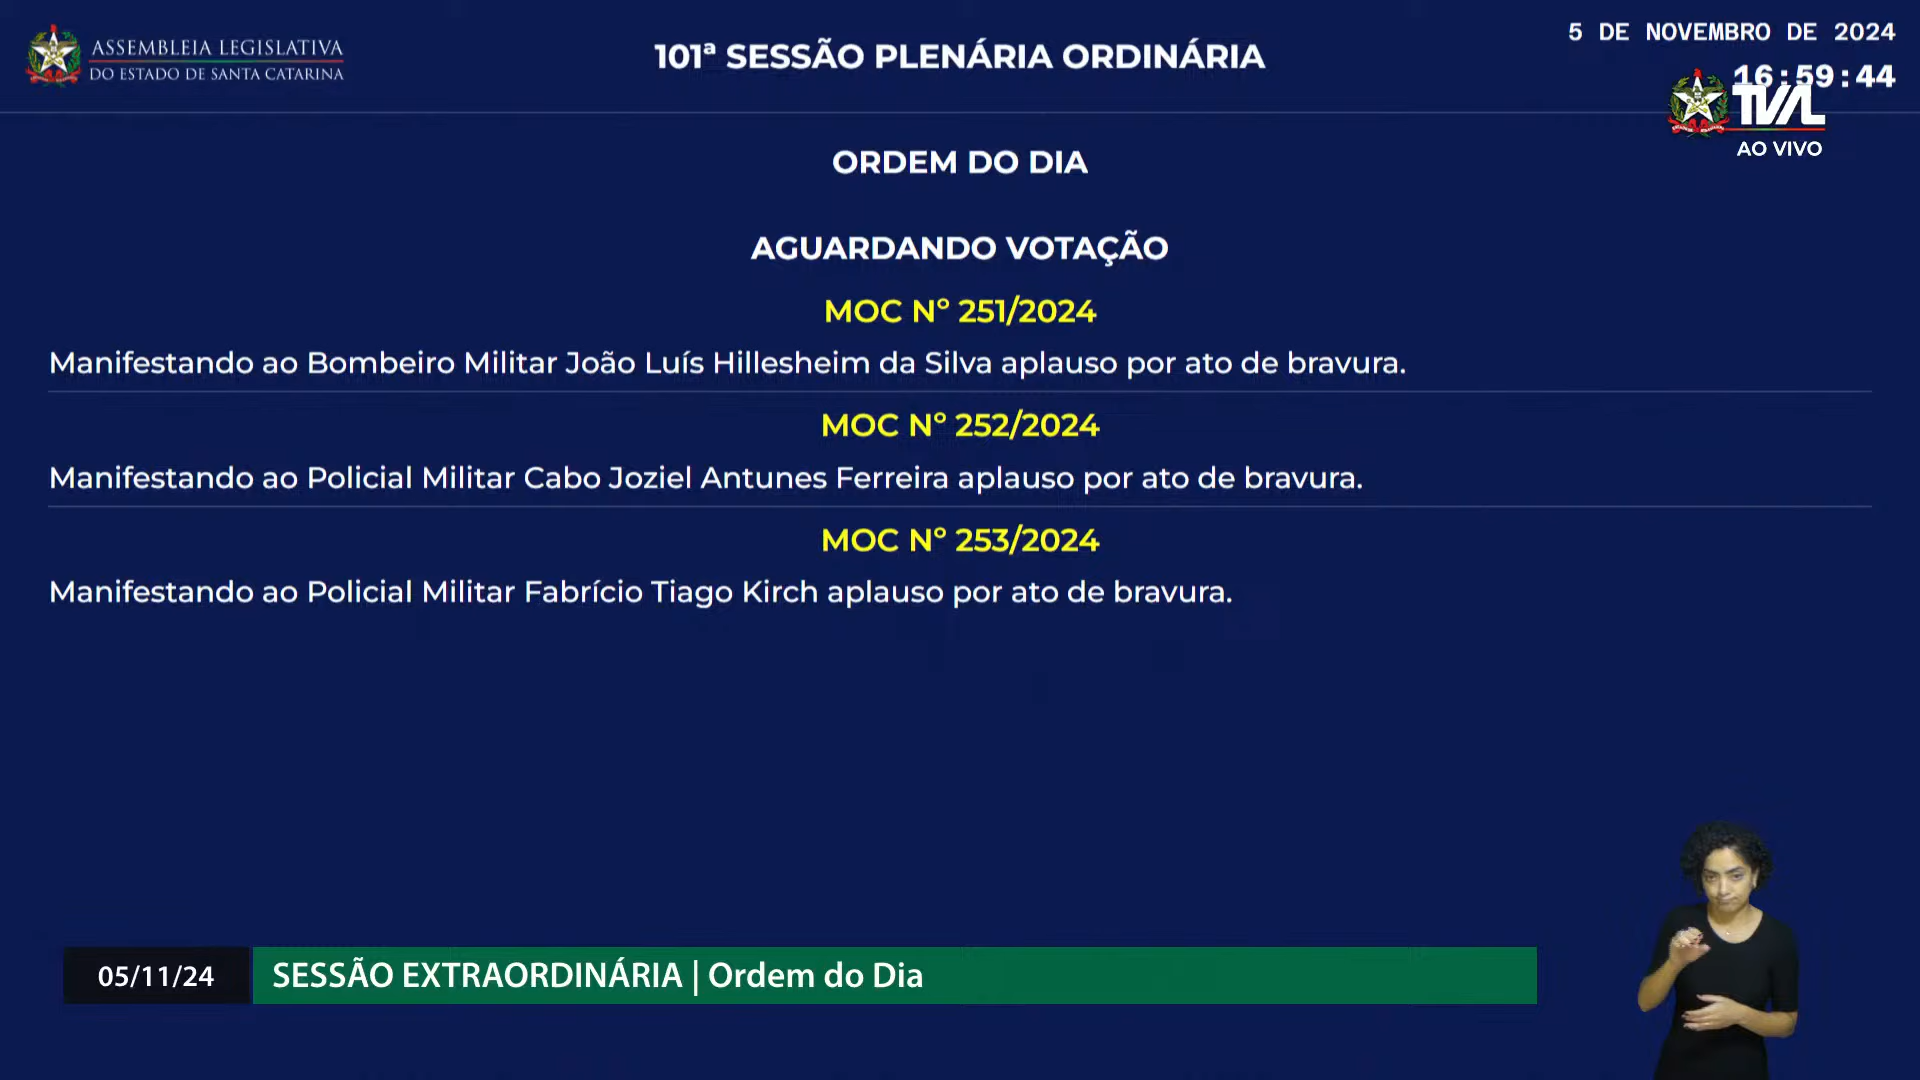 ASSEMBLEIA LEGISLATIVA
DO ESTADO DE SANTA CATARINA
101ª SESSÃO PLENÁRIA ORDINÁRIA
5 DE NOVEMBRO DE 2024
16:59:44
TVAL
AO VIVO
ORDEM DO DIA
AGUARDANDO VOTAÇÃO
MOC Nº 251/2024
Manifestando ao Bombeiro Militar João Luís Hillesheim da Silva aplauso por ato de bravura.
MOC Nº 252/2024
Manifestando ao Policial Militar Cabo Joziel Antunes Ferreira aplauso por ato de bravura.
MOC Nº 253/2024
Manifestando ao Policial Militar Fabrício Tiago Kirch aplauso por ato de bravura.
05/11/24
SESSÃO EXTRAORDINÁRIA | Ordem do Dia